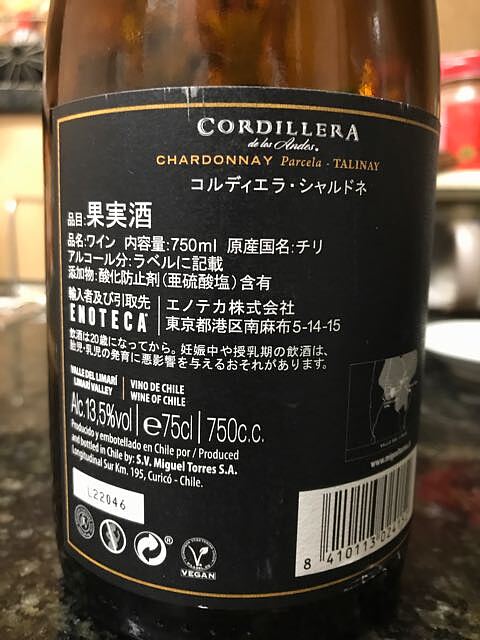 CORDILLERA
de los Andes.
CHARDONNAY Parcela - TALINAY
コルディエラ・シャルドネ
品目:果実酒
品名:ワイン 内容量:750ml 原産国名:チリ
アルコール分:ラベルに記載
添加物:酸化防止剤(亜硫酸塩)含有
輸入者及び引取先
ENOTECA
エノテカ株式会社
東京都港区南麻布5-14-15
飲酒は20歳になってから。妊娠中や授乳期の飲酒は、
胎児・乳児の発育に悪影響を与えるおそれがあります。
VALLE DEL LIMARÍ
LIMARÍ VALLEY
VINO DE CHILE
WINE OF CHILE
Alc.13,5%vol | e75cl | 750c.c.
Producido y embotellado en Chile por / Produced
and bottled in Chile by: S.V. Miguel Torres S.A.
Longitudinal Sur Km. 195, Curicó - Chile.
L22046
VEGAN
8 410113 024